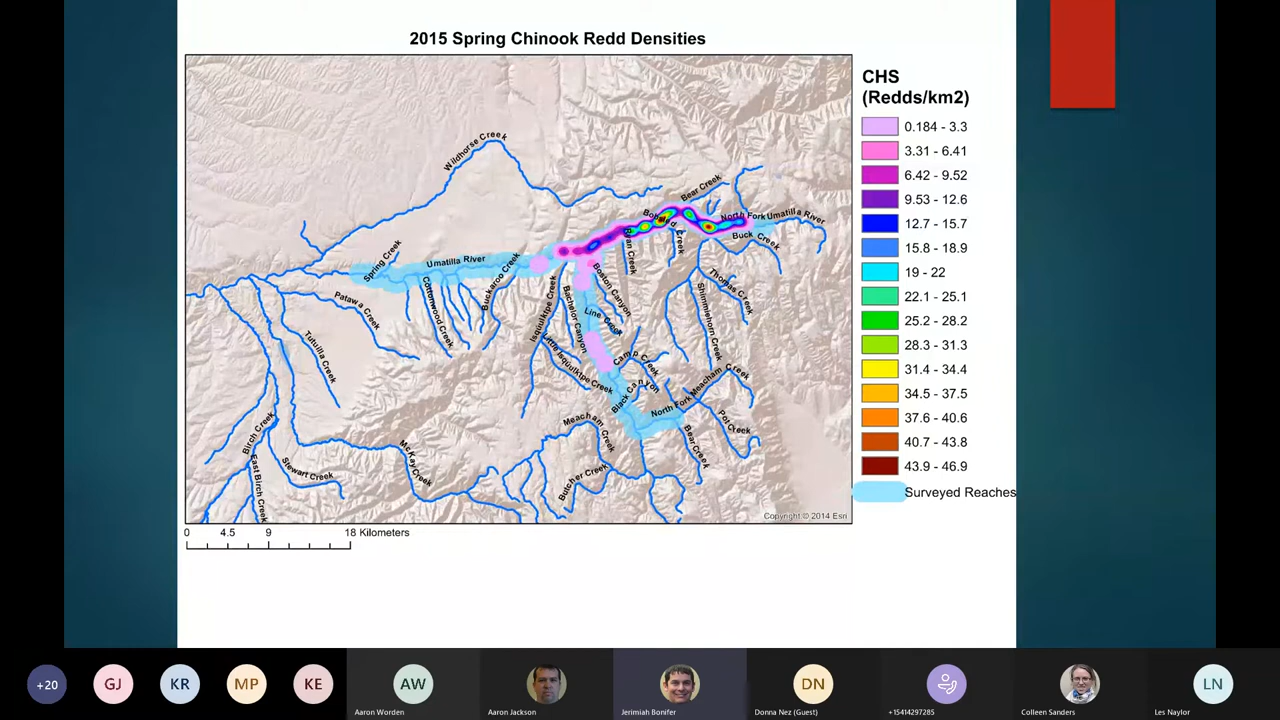 2015 Spring Chinook Redd Densities
CHS
(Redds/km2)
0.184 - 3.3
3.31 - 6.41
6.42 - 9.52
9.53 - 12.6
12.7 - 15.7
15.8 - 18.9
19 - 22
22.1 - 25.1
25.2 - 28.2
28.3 - 31.3
31.4 - 34.4
34.5 - 37.5
37.6 - 40.6
40.7 - 43.8
43.9 - 46.9
Surveyed Reaches
Wildhorse Creek
Bear Creek
North Fork Umatilla River
Buck Creek
Creek
Ryan Creek
Spring Creek
Umatilla River
Buckaroo Creek
Cottonwood Creek
Patawa Creek
Tutuilla Creek
Isquulktpe Creek
Bachelor Canyon
Boston Canyon
Line Creek
Thomas Creek
Shimmiehorn Creek
Camp Creek
Little Isquulktpe Creek
Black Canyon
North Fork Meacham Creek
Pot Creek
Bear Creek
Meacham Creek
Butcher Creek
McKay Creek
Birch Creek
East Birch Creek
Stewart Creek
Copyright © 2014 Esri
0 4.5 9 18 Kilometers
+20
GJ
KR
MP
KE
AW
DN
LN
Aaron Worden
Aaron Jackson
Jerimiah Bonifer
Donna Nez (Guest)
+15414297285
Colleen Sanders
Les Naylor